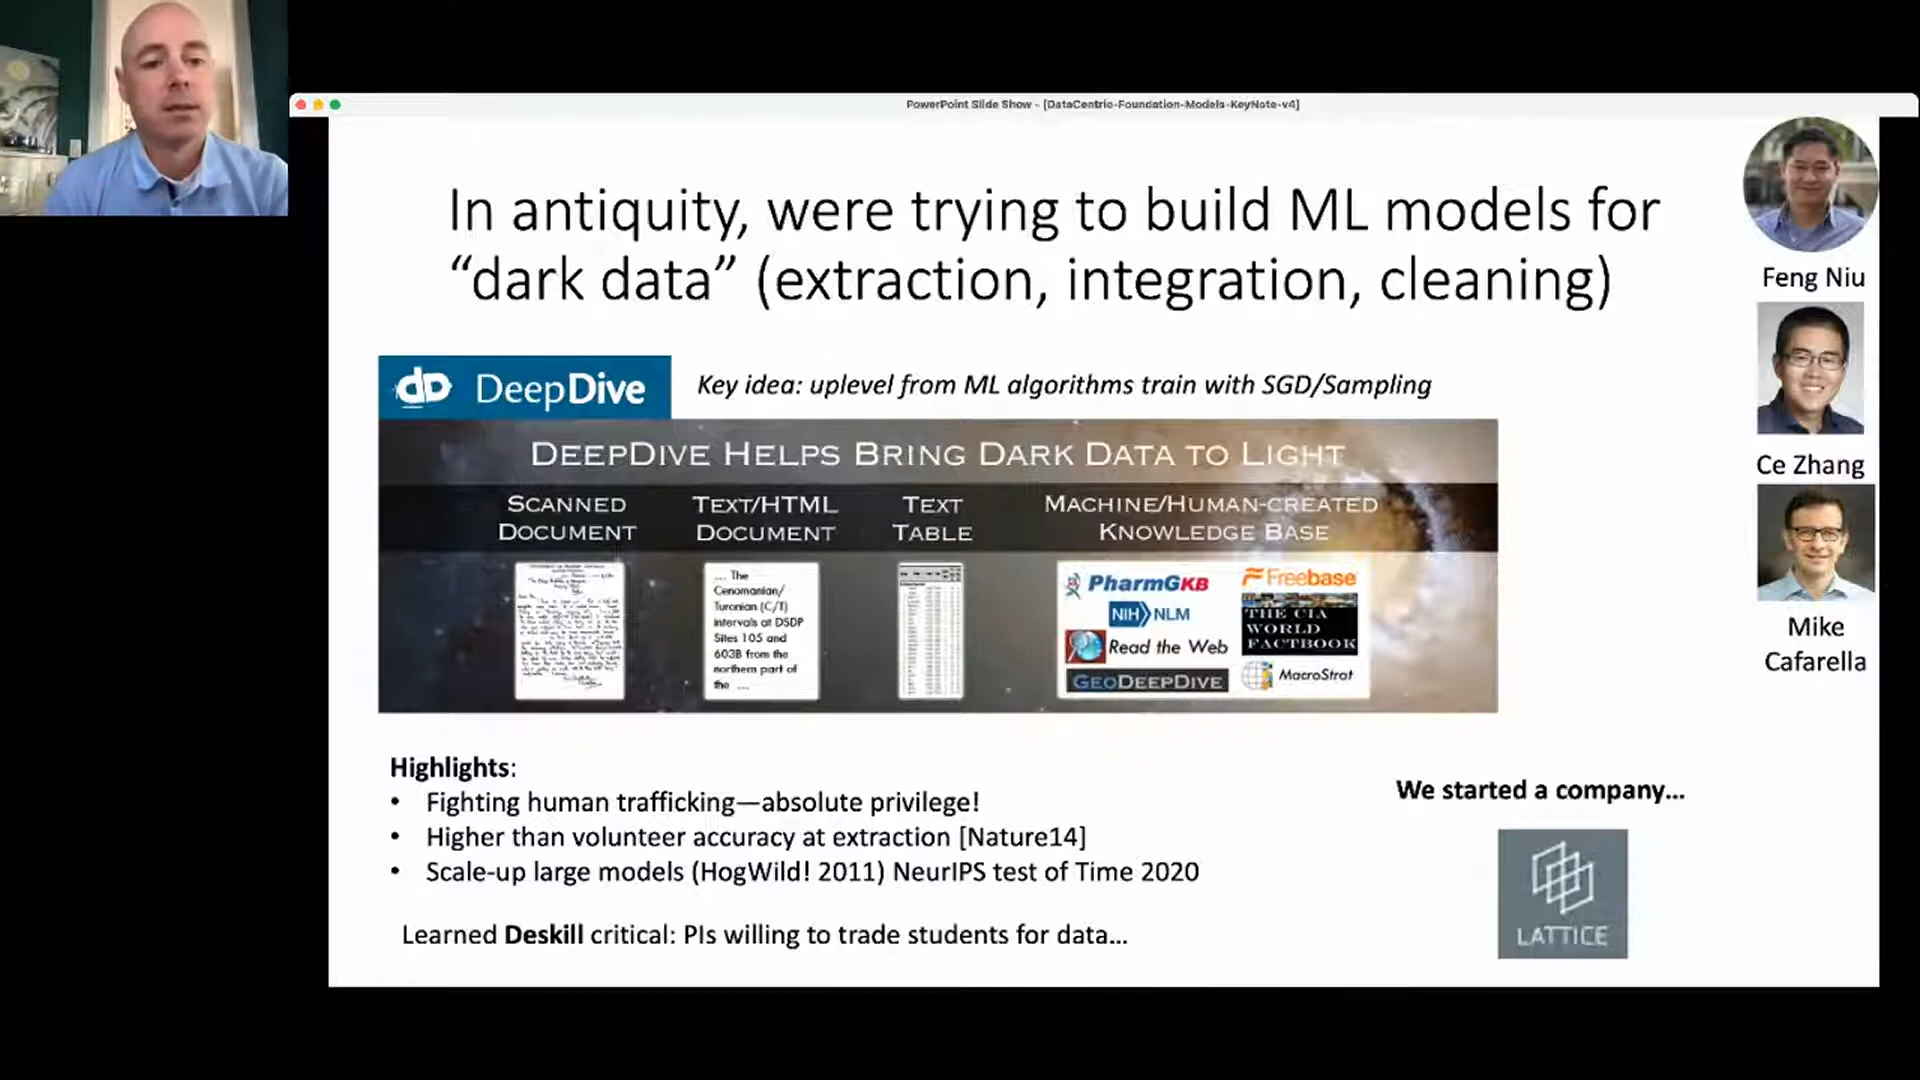 PowerPoint Slide Show - [DataCentric-Foundation-Models-KeyNote-v4]
In antiquity, were trying to build ML models for
“dark data” (extraction, integration, cleaning)
Feng Niu
Ce Zhang
Mike
Cafarella
dD DeepDive
Key idea: uplevel from ML algorithms train with SGD/Sampling
DEEPDIVE HELPS BRING DARK DATA TO LIGHT
SCANNED
DOCUMENT
TEXT/HTML
DOCUMENT
TEXT
TABLE
MACHINE/HUMAN-CREATED
KNOWLEDGE BASE
.... The
Cenomanian/
Turonian (C/T)
intervals at DSDP
Sites 105 and
603B from the
northern part of
the ....
PharmGKB
Freebase
NIH NLM
THE CIA
WORLD
FACTBOOK
Read the Web
GEODEEPDIVE
MacroStrat
Highlights:
• Fighting human trafficking—absolute privilege!
• Higher than volunteer accuracy at extraction [Nature14]
• Scale-up large models (HogWild! 2011) NeurIPS test of Time 2020
Learned Deskill critical: PIs willing to trade students for data…
We started a company…
LATTICE